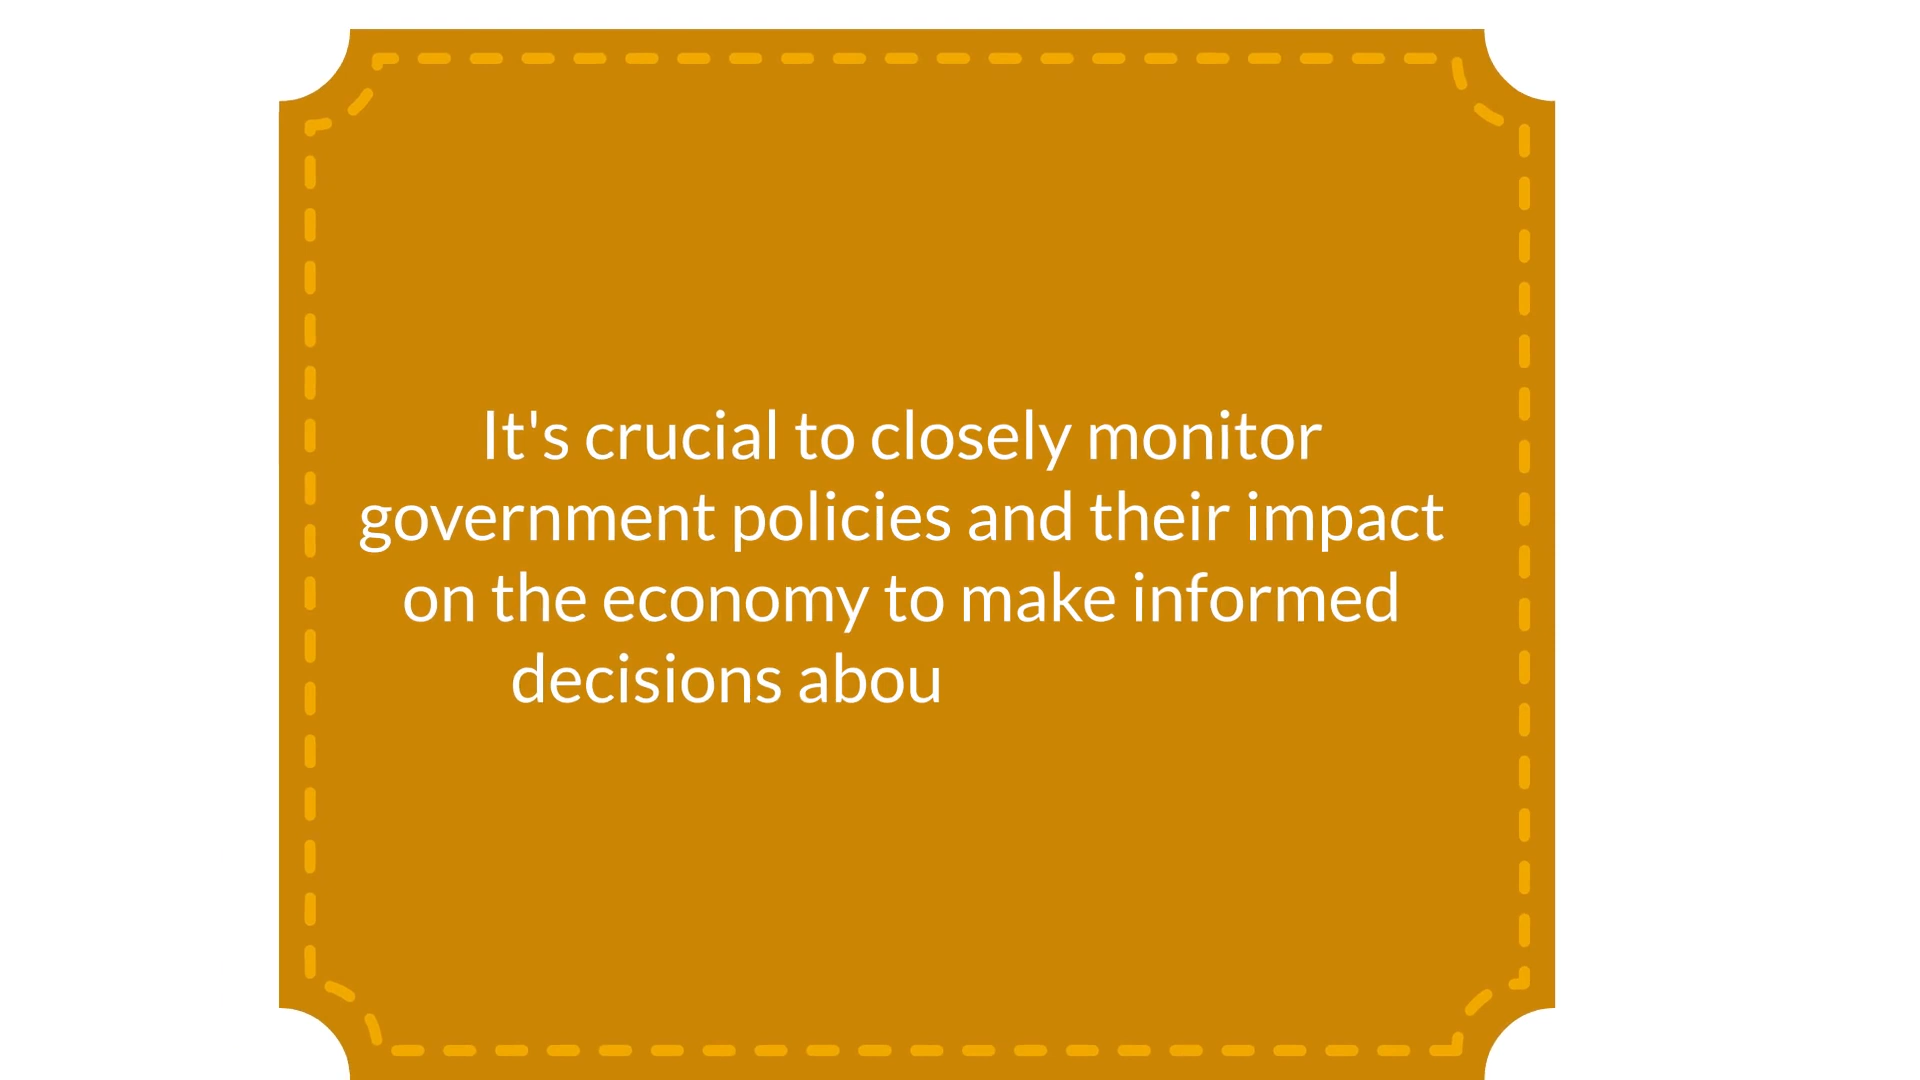 It's crucial to closely monitor
government policies and their impact
on the economy to make informed
decisions abou